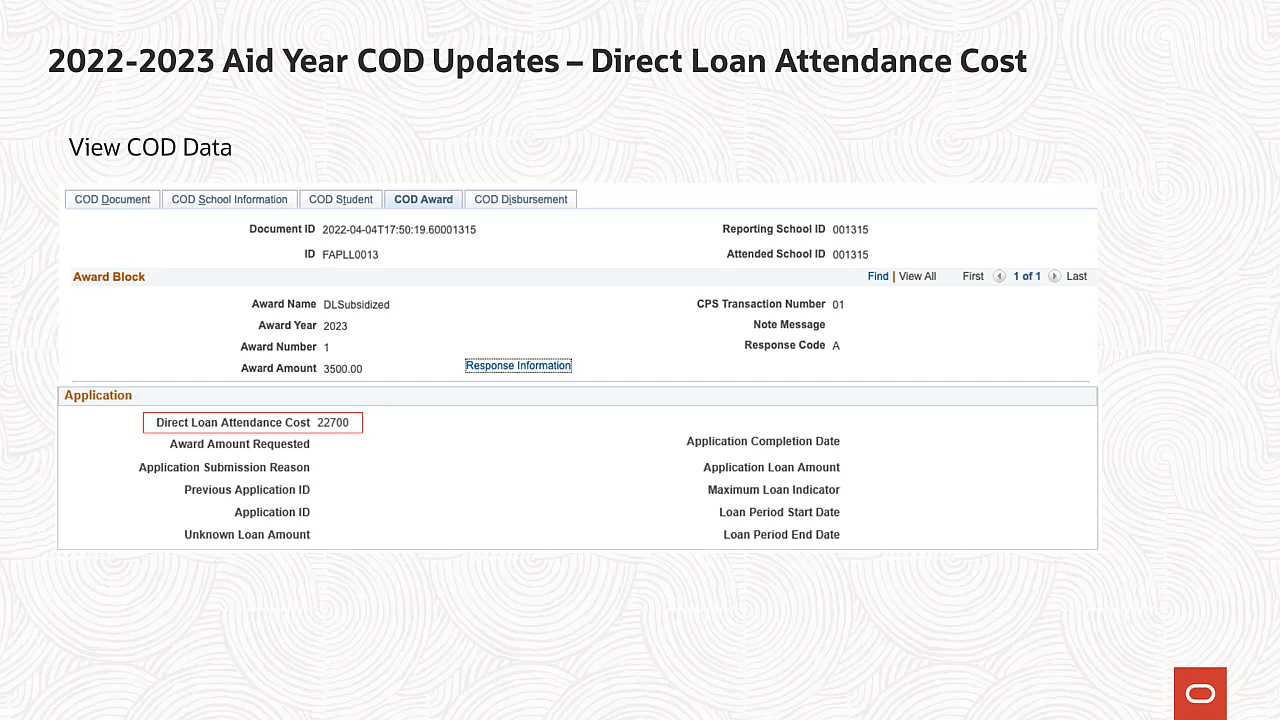 2022-2023 Aid Year COD Updates – Direct Loan Attendance Cost
View COD Data
COD Document COD School Information COD Student COD Award COD Disbursement
Document ID 2022-04-04T17:50:19.60001315 Reporting School ID 001315
ID FAPLL0013 Attended School ID 001315
Award Block Find | View All First 1 of 1 Last
Award Name DLSubsidized CPS Transaction Number 01
Award Year 2023 Note Message
Award Number 1 Response Code A
Award Amount 3500.00 Response Information
Application
Direct Loan Attendance Cost 22700
Award Amount Requested Application Completion Date
Application Submission Reason Application Loan Amount
Previous Application ID Maximum Loan Indicator
Application ID Loan Period Start Date
Unknown Loan Amount Loan Period End Date